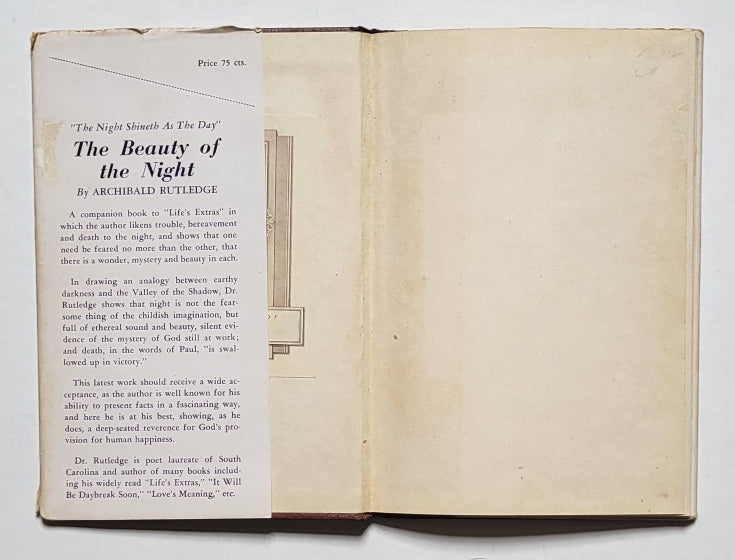 Price 75 cts.
"The Night Shineth As The Day"
The Beauty of
the Night
By ARCHIBALD RUTLEDGE
A companion book to "Life's Extras" in
which the author likens trouble, bereavement
and death to the night, and shows that one
need be feared no more than the other, that
there is a wonder, mystery and beauty in each.
In drawing an analogy between earthy
darkness and the Valley of the Shadow, Dr.
Rutledge shows that night is not the fear-
some thing of the childish imagination, but
full of ethereal sound and beauty, silent evi-
dence of the mystery of God still at work;
and death, in the words of Paul, "is swal-
lowed up in victory."
This latest work should receive a wide ac-
ceptance, as the author is well known for his
ability to present facts in a fascinating way,
and here he is at his best, showing, as he
does, a deep-seated reverence for God's pro-
vision for human happiness.
Dr. Rutledge is poet laureate of South
Carolina and author of many books includ-
ing his widely read "Life's Extras," "It Will
Be Daybreak Soon," "Love's Meaning," etc.